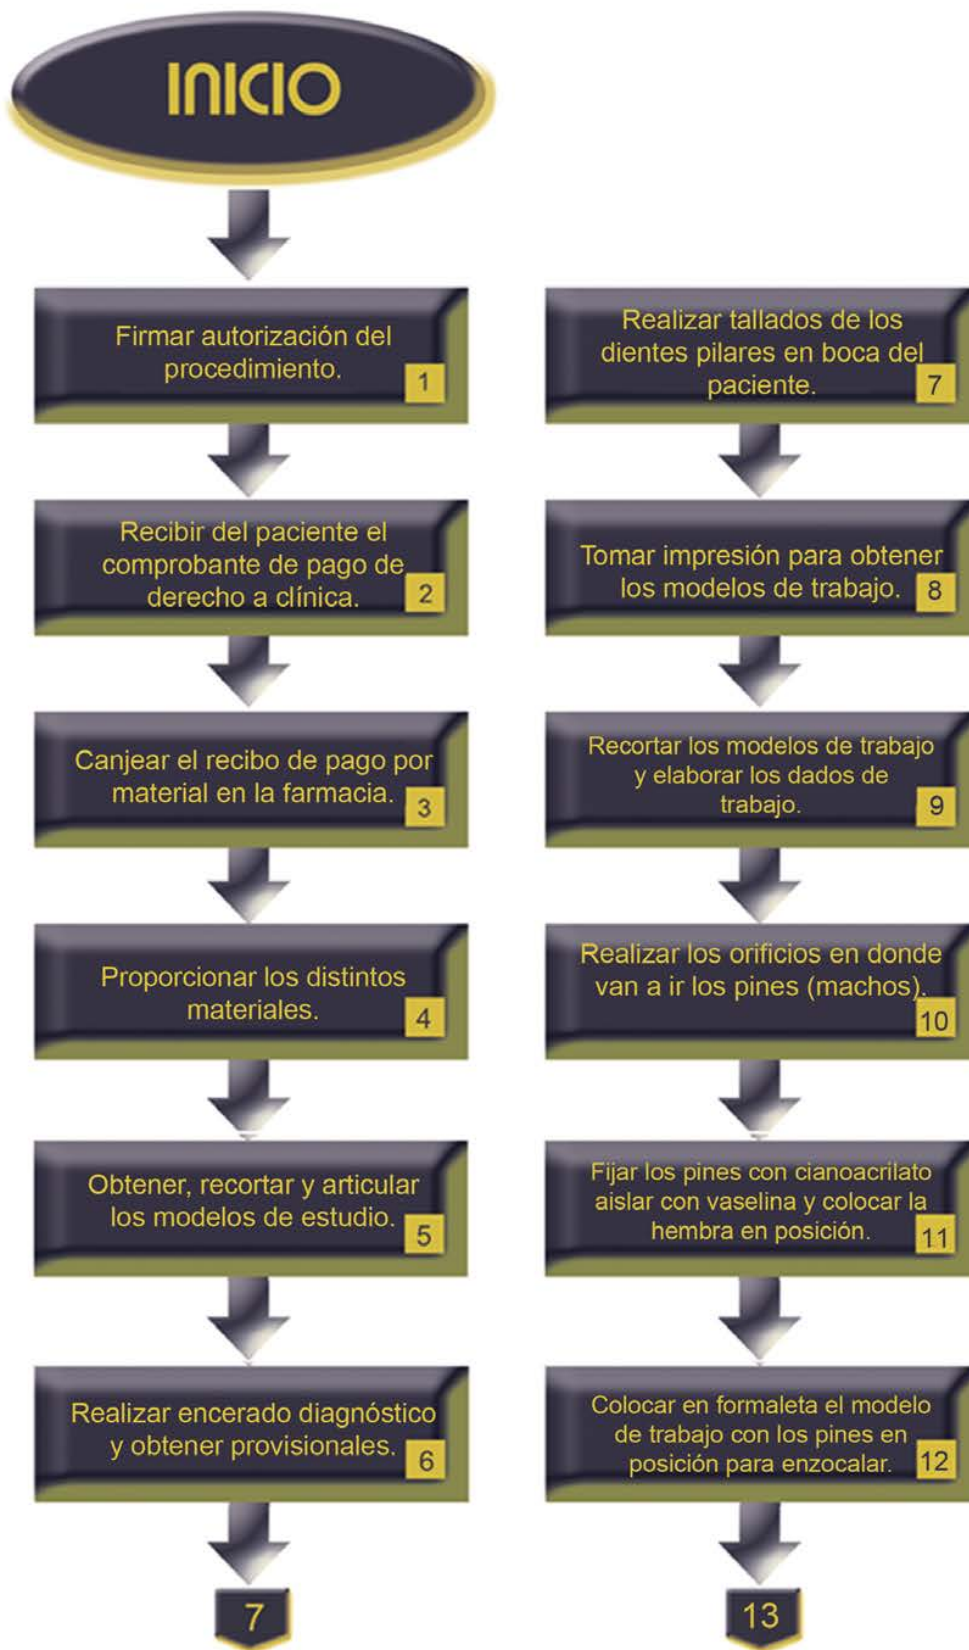 INICIO
Firmar autorización del
procedimiento.
1
Recibir del paciente el
comprobante de pago de
derecho a clínica.
2
Canjear el recibo de pago por
material en la farmacia.
3
Proporcionar los distintos
materiales.
4
Obtener, recortar y articular
los modelos de estudio.
5
Realizar encerado diagnóstico
y obtener provisionales.
6
7
Realizar tallados de los
dientes pilares en boca del
paciente.
7
Tomar impresión para obtener
los modelos de trabajo.
8
Recortar los modelos de trabajo
y elaborar los dados de
trabajo.
9
Realizar los orificios en donde
van a ir los pines (machos).
10
Fijar los pines con cianoacrilato
aislar con vaselina y colocar la
hembra en posición.
11
Colocar en formaleta el modelo
de trabajo con los pines en
posición para enzocalar.
12
13